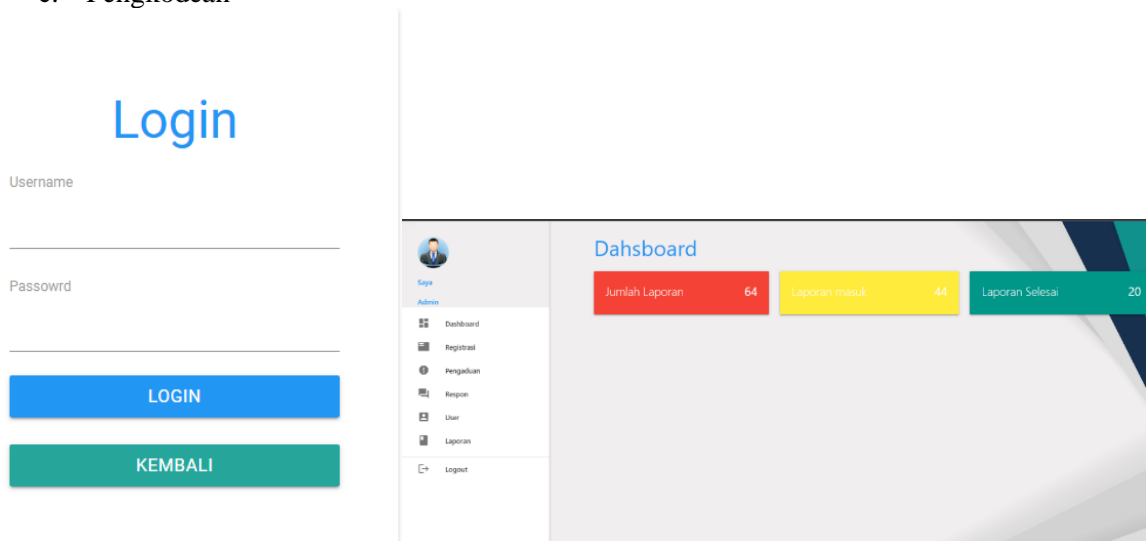 c. Pengkodean
Login
Username
Passowrd
LOGIN
KEMBALI
Saya
Admin
Dashboard
Registrasi
Pengaduan
Respon
User
Laporan
Logout
Dahsboard
Jumlah Laporan 64
Laporan masuk 44
Laporan Selesai 20